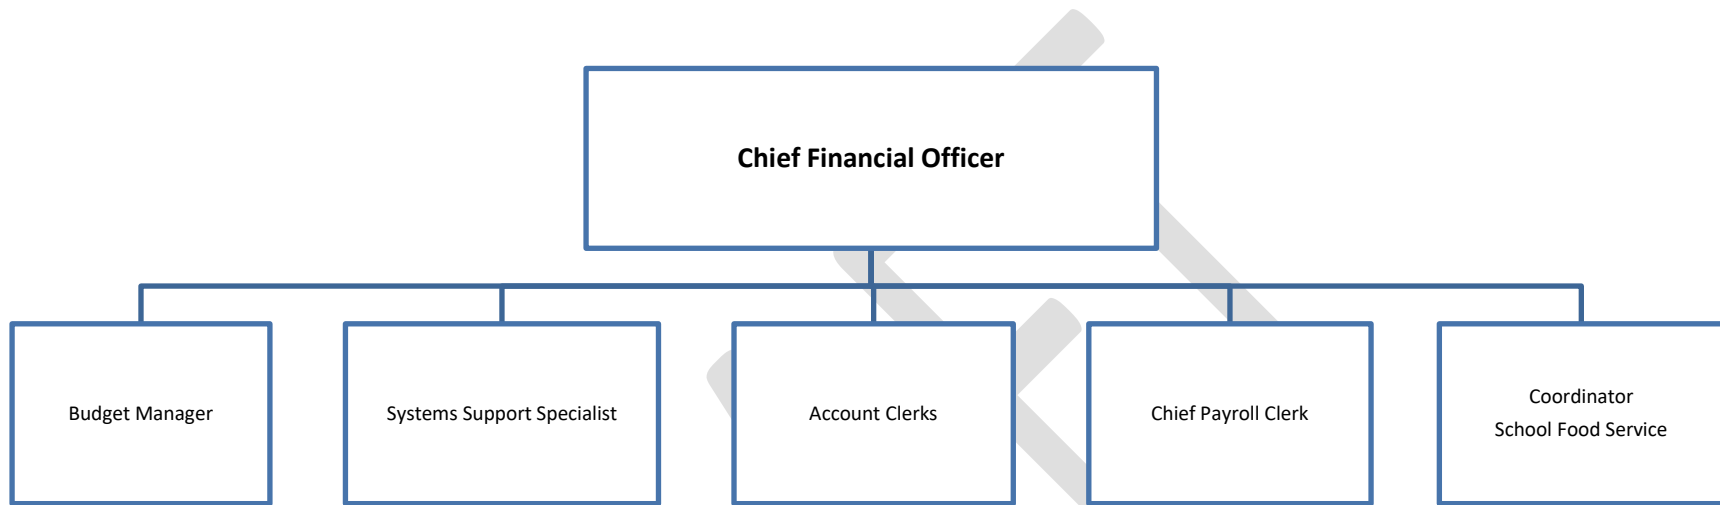 Chief Financial Officer
Budget Manager
Systems Support Specialist
Account Clerks
Chief Payroll Clerk
Coordinator
School Food Service